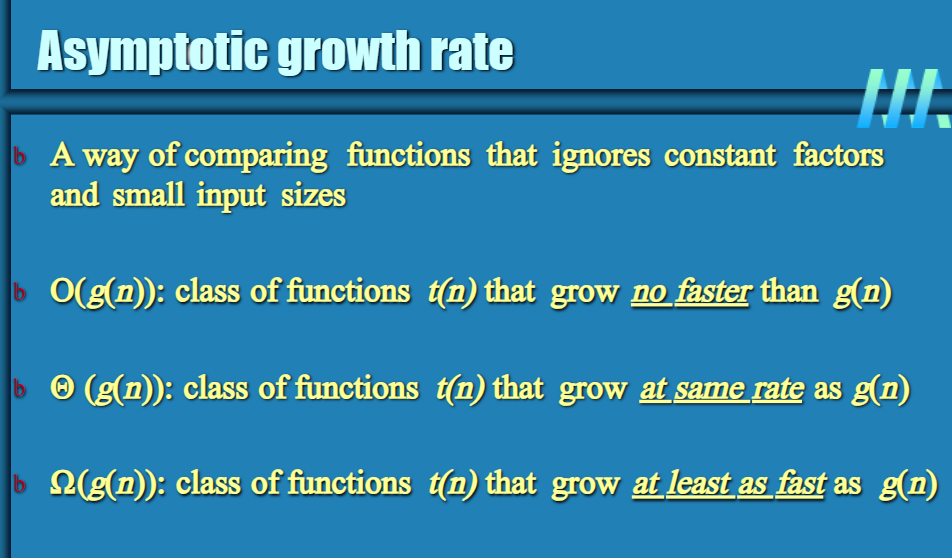 Asymptotic growth rate
b A way of comparing functions that ignores constant factors
and small input sizes
b O(g(n)): class of functions t(n) that grow no faster than g(n)
b Θ (g(n)): class of functions t(n) that grow at same rate as g(n)
b Ω(g(n)): class of functions t(n) that grow at least as fast as g(n)